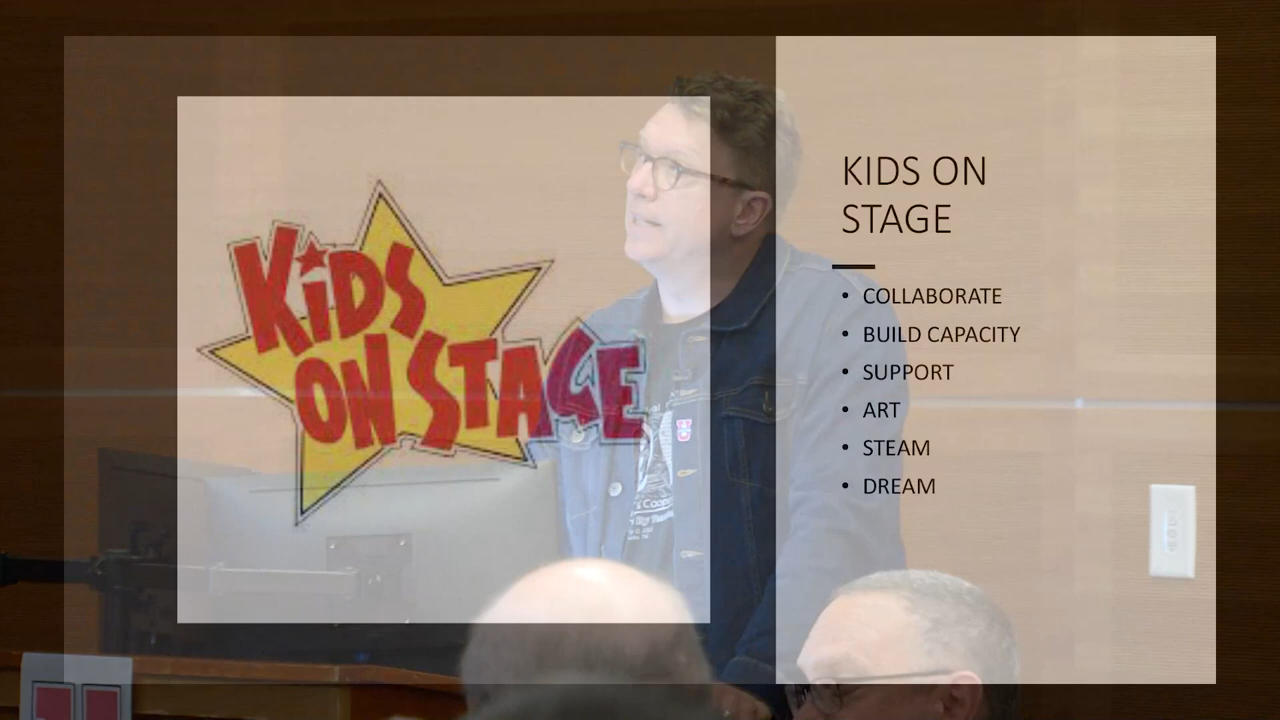 KiDS
ON STAGE
KIDS ON
STAGE
• COLLABORATE
• BUILD CAPACITY
• SUPPORT
• ART
• STEAM
• DREAM